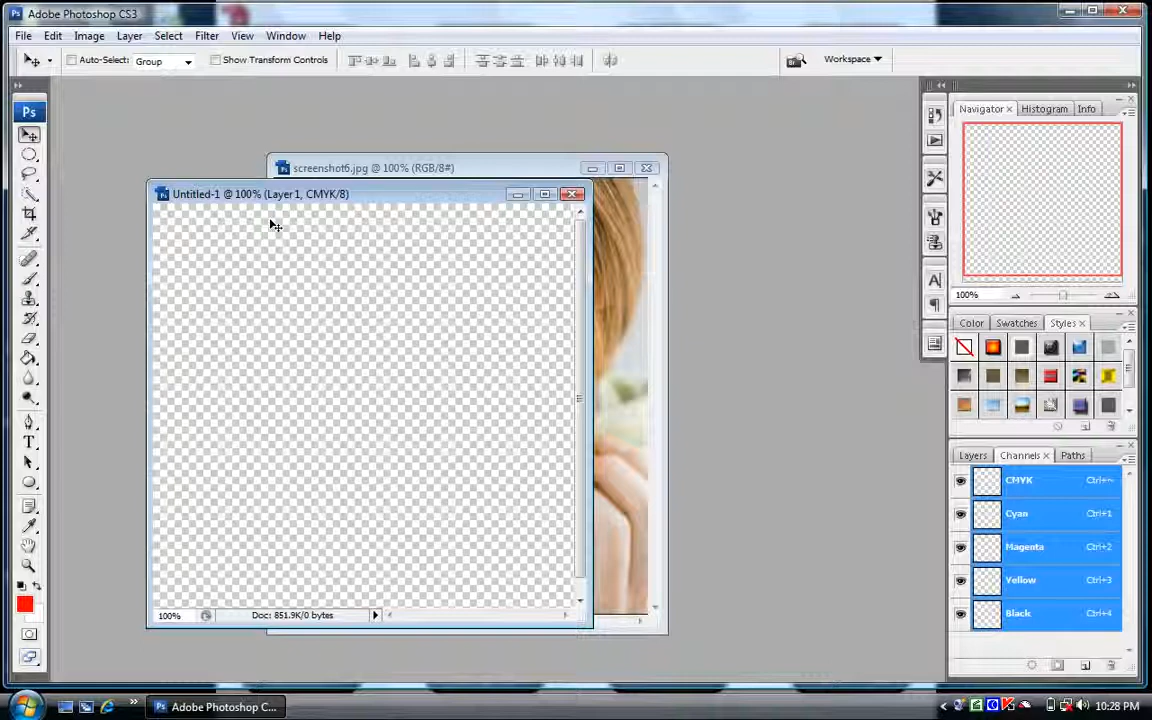 Adobe Photoshop CS3
File Edit Image Layer Select Filter Analysis View Window Help
Auto-Select: Group Show Transform Controls Workspace
Ps
screenshot6.jpg @ 100% (RGB/8#)
Untitled-1 @ 100% (Layer 1, CMYK/8)
Navigator Histogram Info
100%
Color Swatches Styles
Layers Channels Paths
CMYK Ctrl+~
Cyan Ctrl+1
Magenta Ctrl+2
Yellow Ctrl+3
Black Ctrl+4
100% Doc: 851.9K/0 bytes
Adobe Photoshop C... 10:28 PM